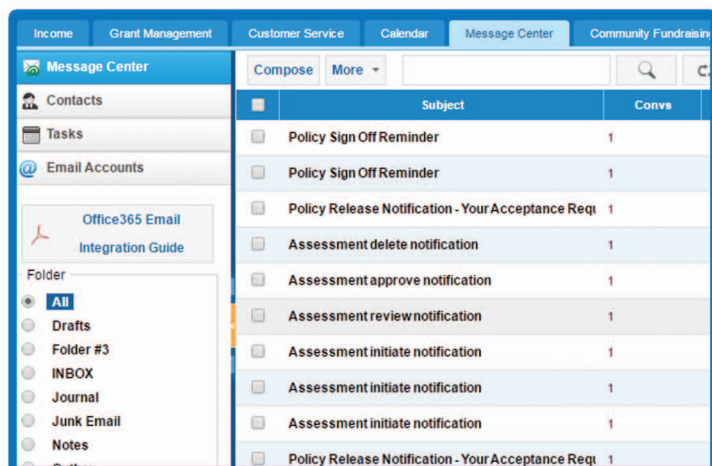 Income Grant Management Customer Service Calendar Message Center Community Fundraising
Message Center
Contacts
Tasks
@ Email Accounts
Office365 Email
Integration Guide
Folder
All
Drafts
Folder #3
INBOX
Journal
Junk Email
Notes
Compose More
Subject Convs
Policy Sign Off Reminder 1
Policy Sign Off Reminder 1
Policy Release Notification - Your Acceptance Requ 1
Assessment delete notification 1
Assessment approve notification 1
Assessment review notification 1
Assessment initiate notification 1
Assessment initiate notification 1
Assessment initiate notification 1
Policy Release Notification - Your Acceptance Requ 1